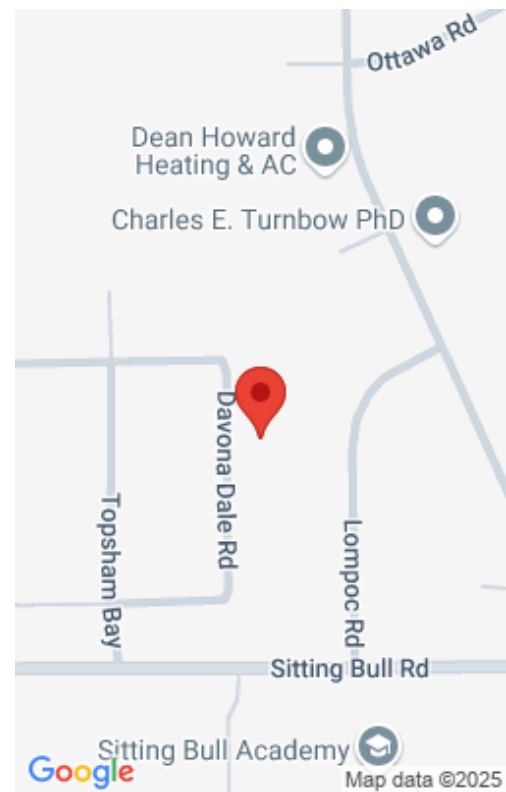 Ottawa Rd
Dean Howard
Heating & AC
Charles E. Turnbow PhD
Davona Dale Rd
Topsham Bay
Lompoc Rd
Sitting Bull Rd
Sitting Bull Academy
Google
Map data ©2025